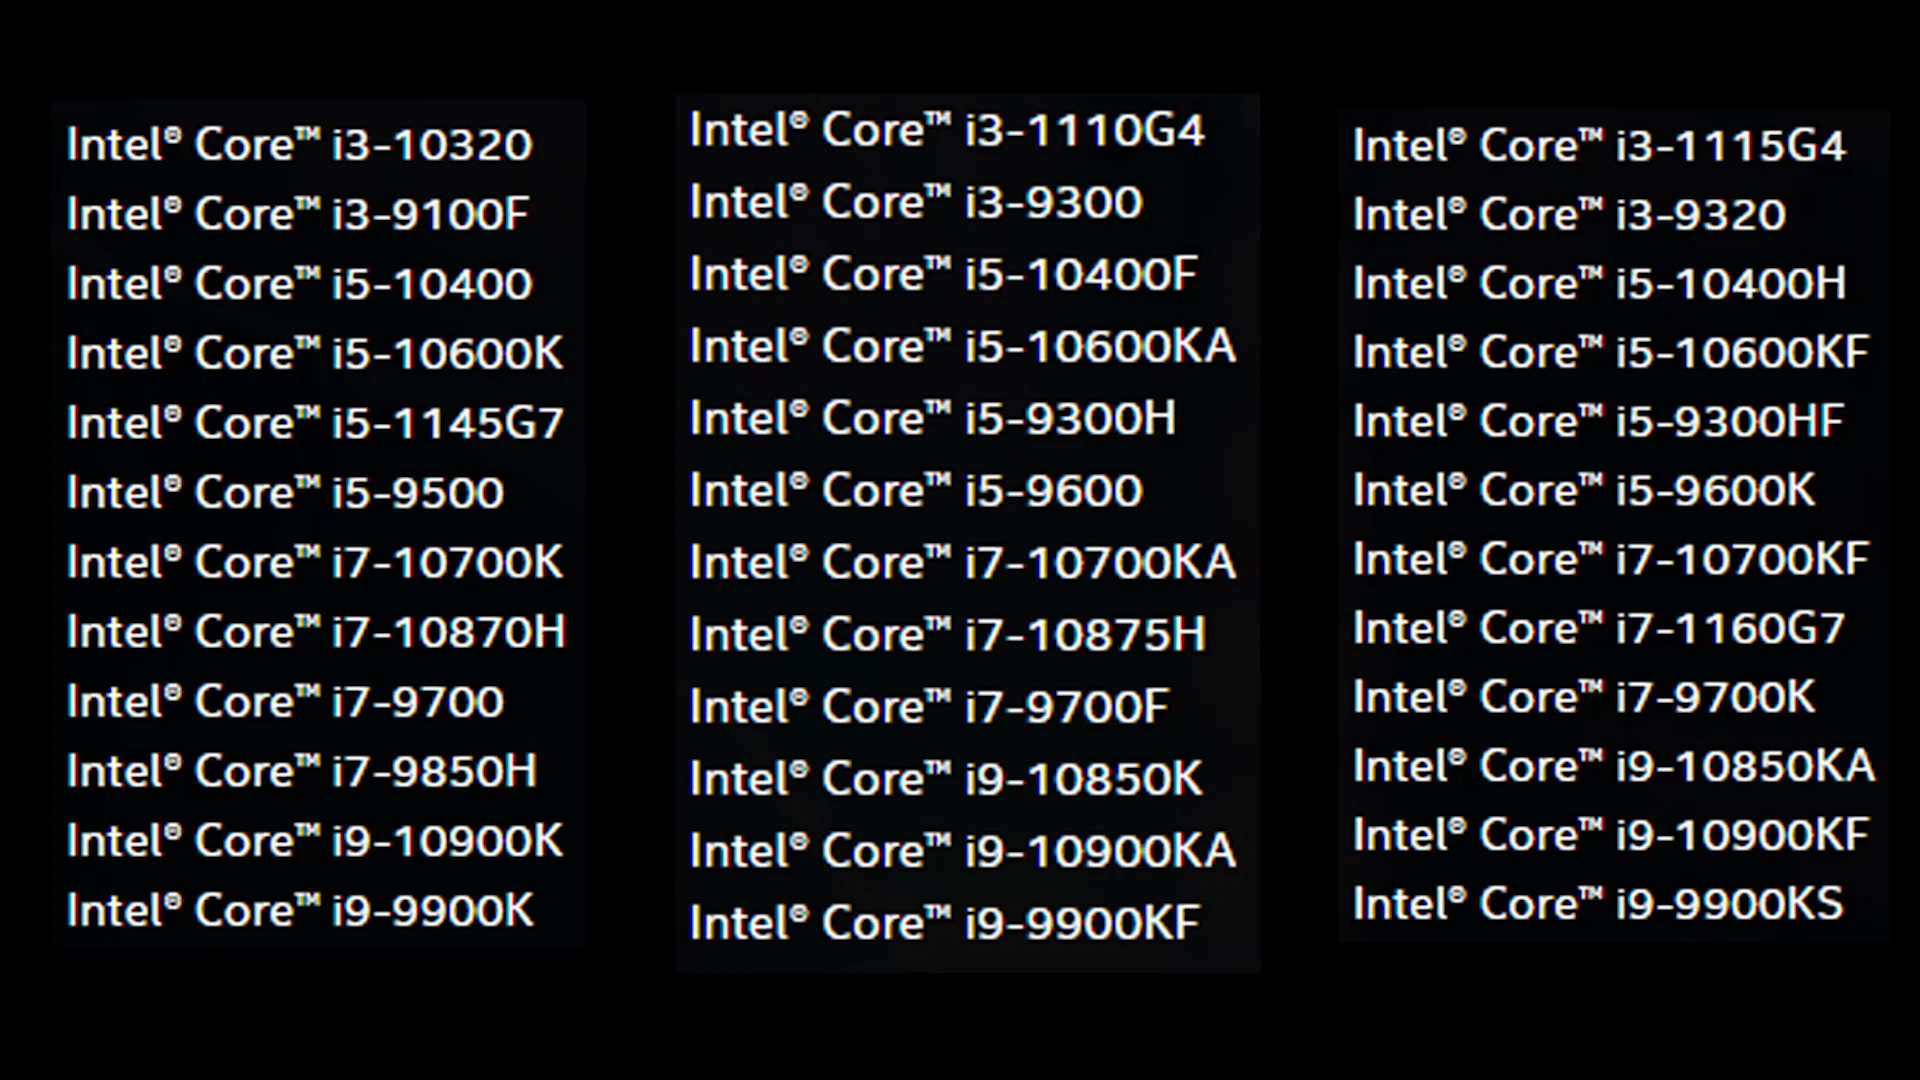 Intel® Core™ i3-10320
Intel® Core™ i3-9100F
Intel® Core™ i5-10400
Intel® Core™ i5-10600K
Intel® Core™ i5-1145G7
Intel® Core™ i5-9500
Intel® Core™ i7-10700K
Intel® Core™ i7-10870H
Intel® Core™ i7-9700
Intel® Core™ i7-9850H
Intel® Core™ i9-10900K
Intel® Core™ i9-9900K
Intel® Core™ i3-1110G4
Intel® Core™ i3-9300
Intel® Core™ i5-10400F
Intel® Core™ i5-10600KA
Intel® Core™ i5-9300H
Intel® Core™ i5-9600
Intel® Core™ i7-10700KA
Intel® Core™ i7-10875H
Intel® Core™ i7-9700F
Intel® Core™ i9-10850K
Intel® Core™ i9-10900KA
Intel® Core™ i9-9900KF
Intel® Core™ i3-1115G4
Intel® Core™ i3-9320
Intel® Core™ i5-10400H
Intel® Core™ i5-10600KF
Intel® Core™ i5-9300HF
Intel® Core™ i5-9600K
Intel® Core™ i7-10700KF
Intel® Core™ i7-1160G7
Intel® Core™ i7-9700K
Intel® Core™ i9-10850KA
Intel® Core™ i9-10900KF
Intel® Core™ i9-9900KS